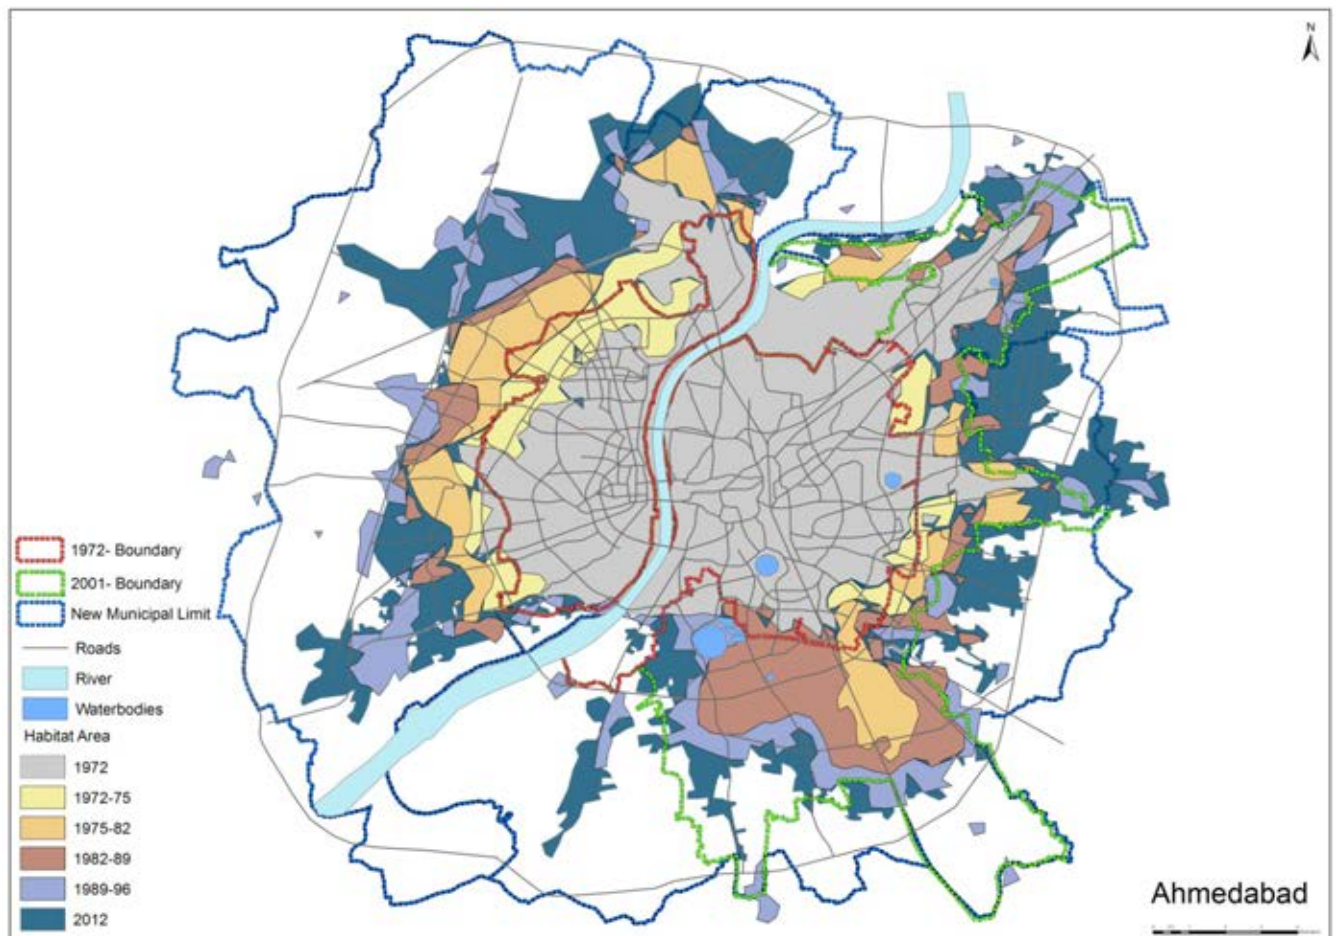 N
1972- Boundary
2001- Boundary
New Municipal Limit
Roads
River
Waterbodies
Habitat Area
1972
1972-75
1975-82
1982-89
1989-96
2012
Ahmedabad